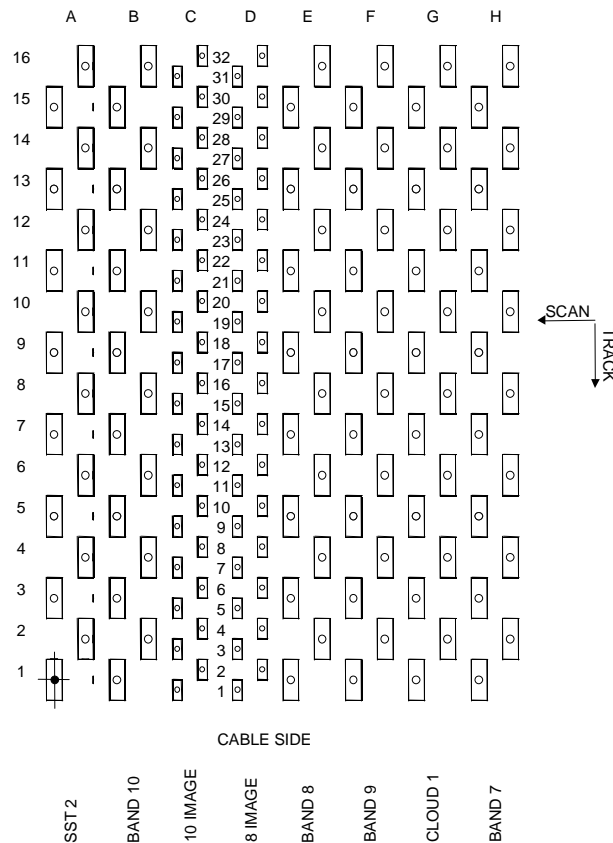 A B C D E F G H
16 32
31
15 30
29
14 28
27
13 26
25
12 24
23
11 22
21
10 20
19
9 18
17
8 16
15
7 14
13
6 12
11
5 10
9
4 8
7
3 6
5
2 4
3
1 2
1
SCAN
TRACK
CABLE SIDE
SST 2
BAND 10
10 IMAGE
8 IMAGE
BAND 8
BAND 9
CLOUD 1
BAND 7